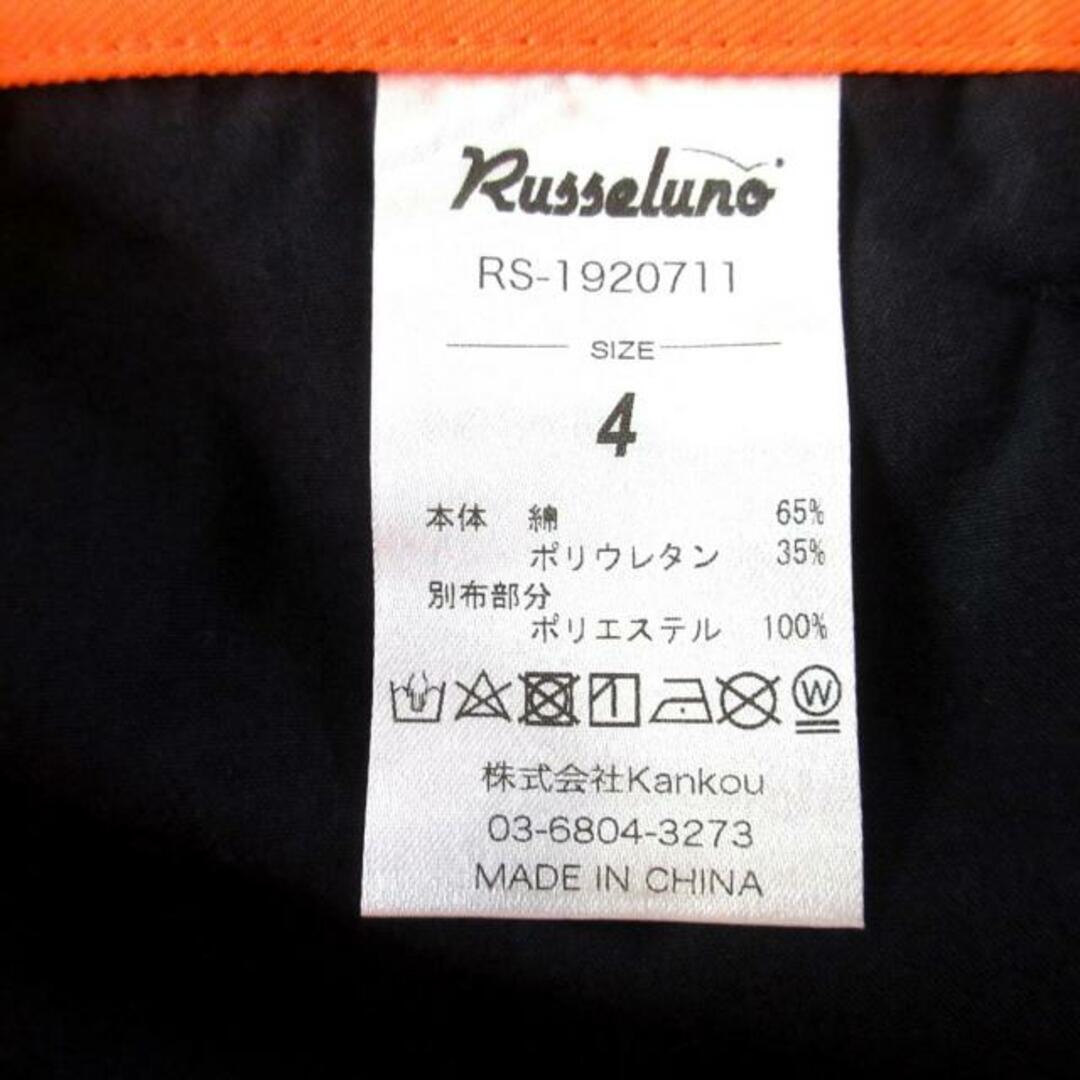 Russeluno
RS-1920711
SIZE
4
本体 綿 65%
ポリウレタン 35%
別布部分
ポリエステル 100%
W
株式会社Kankou
03-6804-3273
MADE IN CHINA